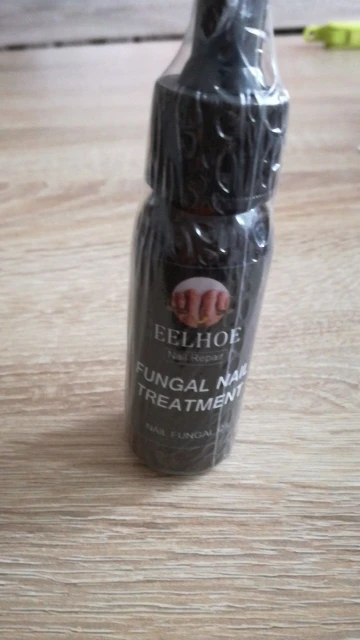 EELHOE
Nail Repair
FUNGAL NAIL
TREATMENT
NAIL FUNGAL